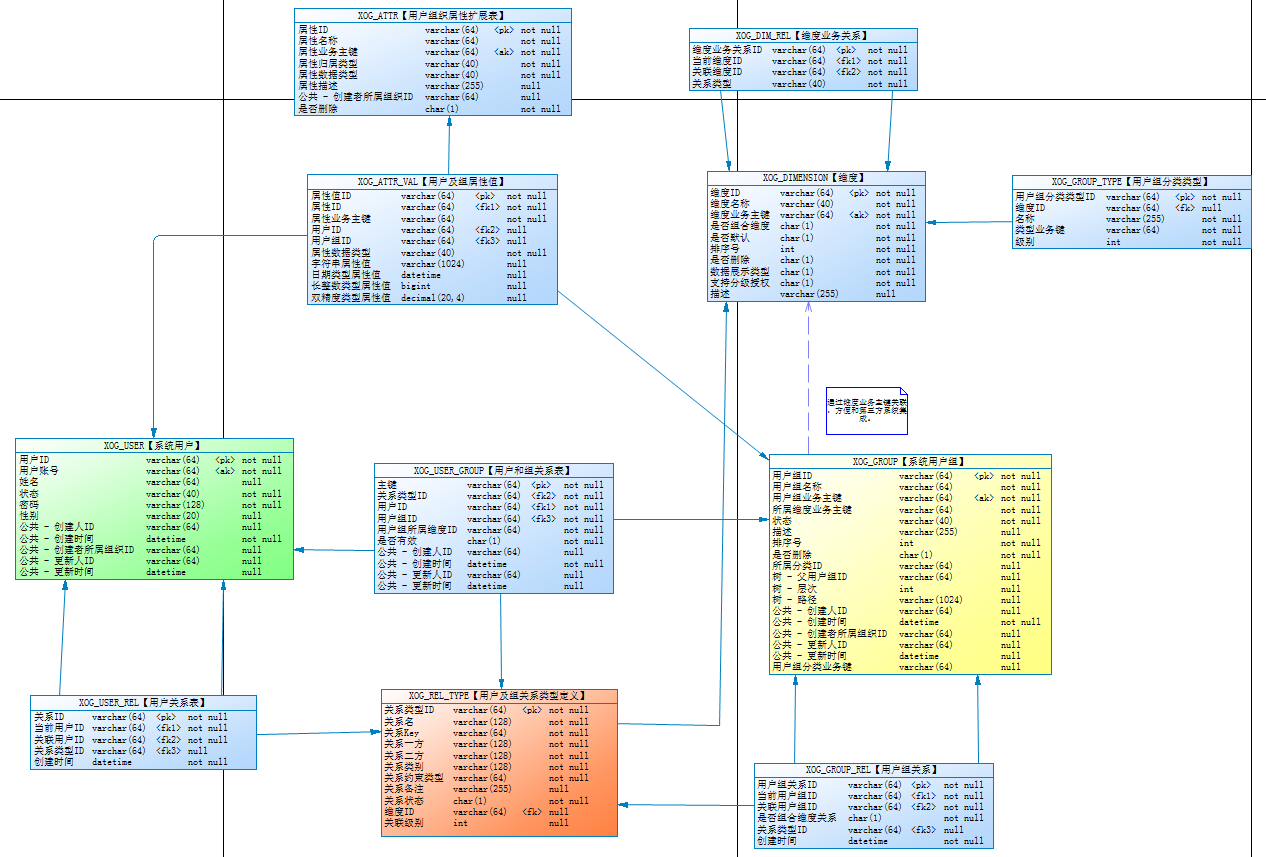 XOG_ATTR【用户组织属性扩展表】
属性ID varchar(64) <pk> not null
属性名称 varchar(64) not null
属性业务主键 varchar(64) <ak> not null
属性归属类型 varchar(40) not null
属性数据类型 varchar(40) not null
属性描述 varchar(255) null
公共 - 创建者所属组织ID varchar(64) null
是否删除 char(1) not null
XOG_DIM_REL【维度业务关系】
维度业务关系ID varchar(64) <pk> not null
当前维度ID varchar(64) <fk1> not null
关联维度ID varchar(64) <fk2> not null
关系类型 varchar(40) not null
XOG_ATTR_VAL【用户及组属性值】
属性值ID varchar(64) <pk> not null
属性ID varchar(64) <fk1> not null
属性业务主键 varchar(64) not null
用户ID varchar(64) <fk2> null
用户组ID varchar(64) <fk3> null
属性数据类型 varchar(40) not null
字符串属性值 varchar(1024) null
日期类型属性值 datetime null
长整数类型属性值 bigint null
双精度类型属性值 decimal(20,4) null
XOG_DIMENSION【维度】
维度ID varchar(64) <pk> not null
维度名称 varchar(40) not null
维度业务主键 varchar(64) <ak> not null
是否组合维度 char(1) not null
是否默认 char(1) not null
排序号 int not null
是否删除 char(1) not null
数据展示类型 char(1) not null
支持分级授权 char(1) not null
描述 varchar(255) null
XOG_GROUP_TYPE【用户组分类类型】
用户组分类类型ID varchar(64) <pk> not null
维度ID varchar(64) <fk> null
名称 varchar(255) not null
类型业务键 varchar(64) not null
级别 int not null
通过维度业务主键关联
，方便和第三方系统集
成。
XOG_USER【系统用户】
用户ID varchar(64) <pk> not null
用户账号 varchar(64) <ak> not null
姓名 varchar(64) null
状态 varchar(40) not null
密码 varchar(128) not null
性别 varchar(20) null
公共 - 创建人ID varchar(64) null
公共 - 创建时间 datetime not null
公共 - 创建者所属组织ID varchar(64) null
公共 - 更新人ID varchar(64) null
公共 - 更新时间 datetime null
XOG_USER_GROUP【用户和组关系表】
主键 varchar(64) <pk> not null
关系类型ID varchar(64) <fk2> not null
用户ID varchar(64) <fk1> not null
用户组ID varchar(64) <fk3> not null
用户组所属维度ID varchar(64) not null
是否有效 char(1) not null
公共 - 创建人ID varchar(64) null
公共 - 创建时间 datetime not null
公共 - 更新人ID varchar(64) null
公共 - 更新时间 datetime null
XOG_GROUP【系统用户组】
用户组ID varchar(64) <pk> not null
用户组名称 varchar(64) not null
用户组业务主键 varchar(64) <ak> not null
所属维度业务主键 varchar(64) not null
状态 varchar(40) not null
描述 varchar(255) null
排序号 int not null
是否删除 char(1) not null
所属分类ID varchar(64) null
树 - 父用户组ID varchar(64) null
树 - 层次 int null
树 - 路径 varchar(1024) null
公共 - 创建人ID varchar(64) null
公共 - 创建时间 datetime not null
公共 - 创建者所属组织ID varchar(64) null
公共 - 更新人ID varchar(64) null
公共 - 更新时间 datetime null
用户组分类业务键 varchar(64) null
XOG_USER_REL【用户关系表】
关系ID varchar(64) <pk> not null
当前用户ID varchar(64) <fk1> not null
关联用户ID varchar(64) <fk2> not null
关系类型ID varchar(64) <fk3> null
创建时间 datetime not null
XOG_REL_TYPE【用户及组关系类型定义】
关系类型ID varchar(64) <pk> not null
关系名 varchar(128) not null
关系Key varchar(64) not null
关系一方 varchar(128) not null
关系二方 varchar(128) not null
关系类别 varchar(128) not null
关系约束类型 varchar(64) not null
关系备注 varchar(255) null
关系状态 char(1) not null
维度ID varchar(64) <fk> null
关联级别 int null
XOG_GROUP_REL【用户组关系】
用户组关系ID varchar(64) <pk> not null
当前用户组ID varchar(64) <fk1> not null
关联用户组ID varchar(64) <fk2> not null
是否组合维度关系 char(1) not null
关系类型ID varchar(64) <fk3> null
创建时间 datetime not null